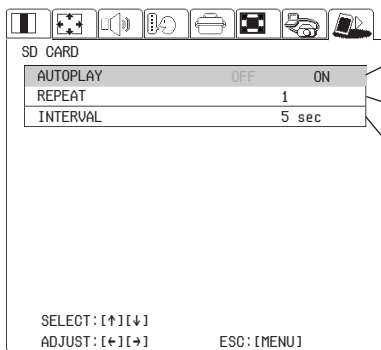 SD CARD
AUTOPLAY OFF ON
REPEAT 1
INTERVAL 5 sec
SELECT:[↑][↓]
ADJUST:[←][→] ESC:[MENU]